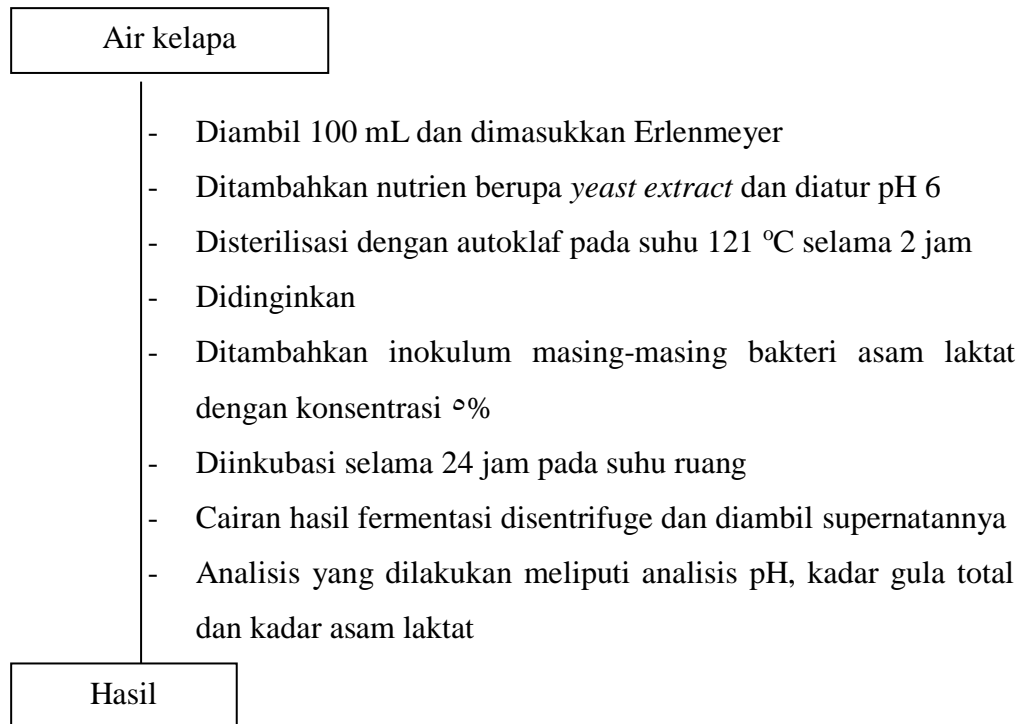 Air kelapa
- Diambil 100 mL dan dimasukkan Erlenmeyer
- Ditambahkan nutrien berupa yeast extract dan diatur pH 6
- Disterilisasi dengan autoklaf pada suhu 121 ᵒC selama 2 jam
- Didinginkan
- Ditambahkan inokulum masing-masing bakteri asam laktat
dengan konsentrasi ٥%
- Diinkubasi selama 24 jam pada suhu ruang
- Cairan hasil fermentasi disentrifuge dan diambil supernatannya
- Analisis yang dilakukan meliputi analisis pH, kadar gula total
dan kadar asam laktat
Hasil